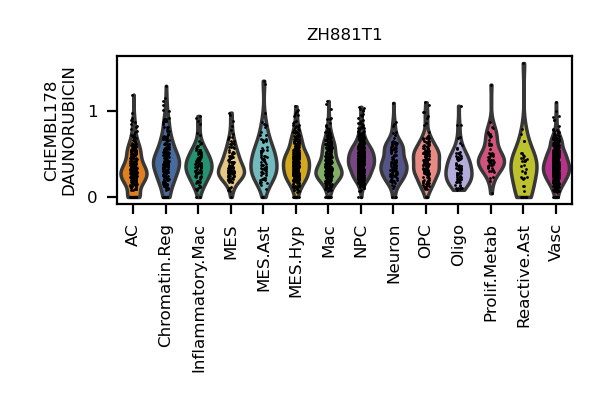 ZH881T1
CHEMBL178
DAUNORUBICIN
1
0
AC
Chromatin.Reg
Inflammatory.Mac
MES
MES.Ast
MES.Hyp
Mac
NPC
Neuron
OPC
Oligo
Prolif.Metab
Reactive.Ast
Vasc